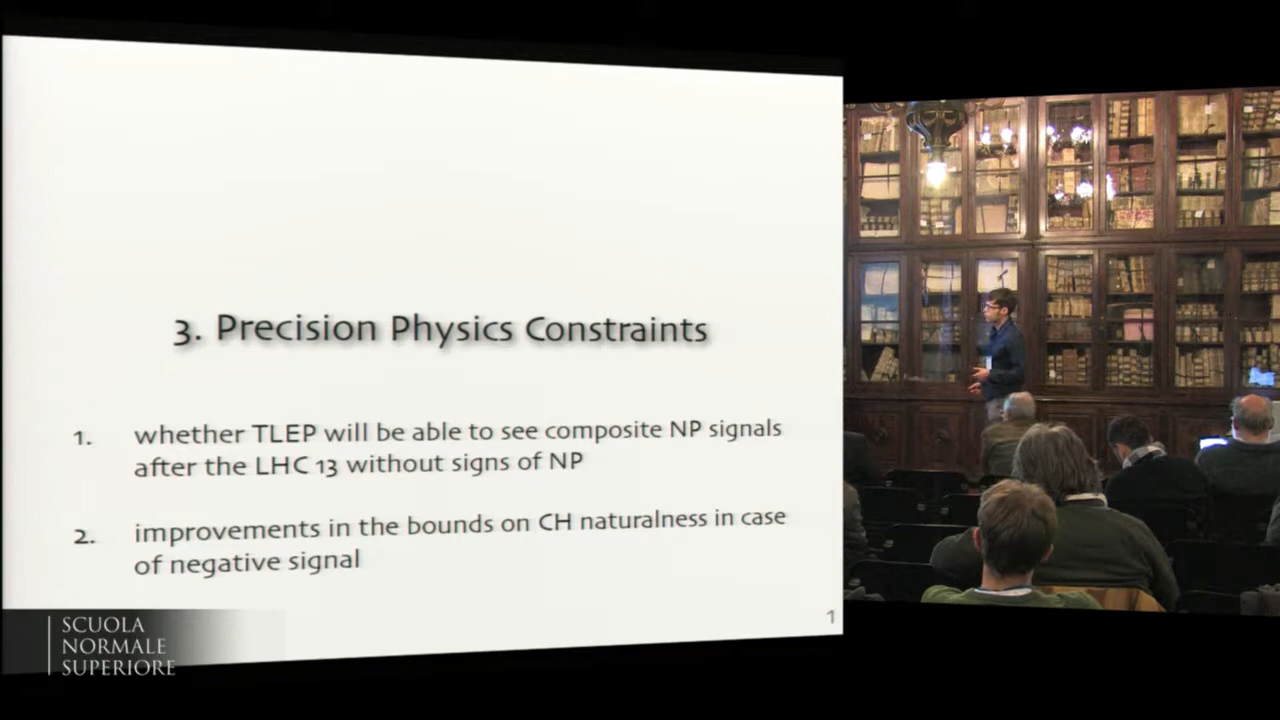 3. Precision Physics Constraints
1. whether TLEP will be able to see composite NP signals
after the LHC 13 without signs of NP
2. improvements in the bounds on CH naturalness in case
of negative signal
1
SCUOLA
NORMALE
SUPERIORE